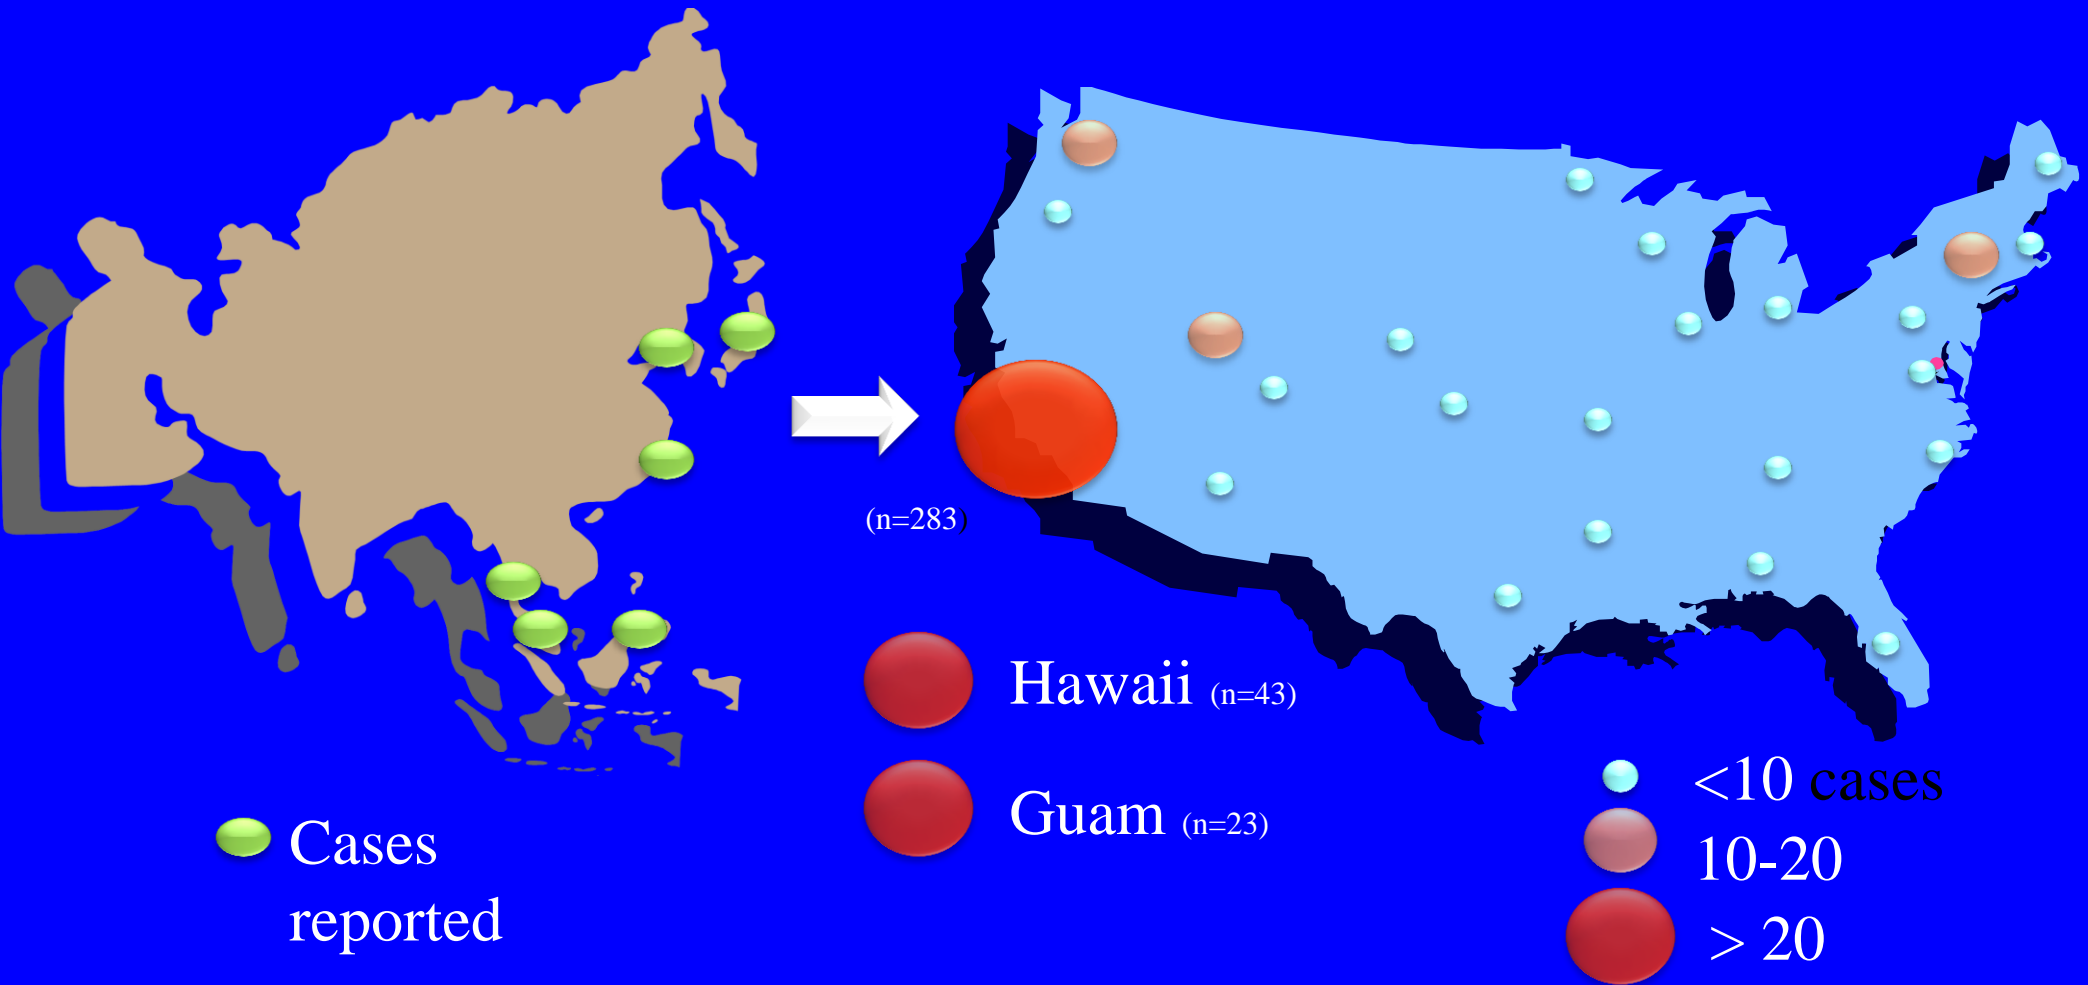 (n=283)
Hawaii (n=43)
Guam (n=23)
Cases
reported
<10 cases
10-20
> 20